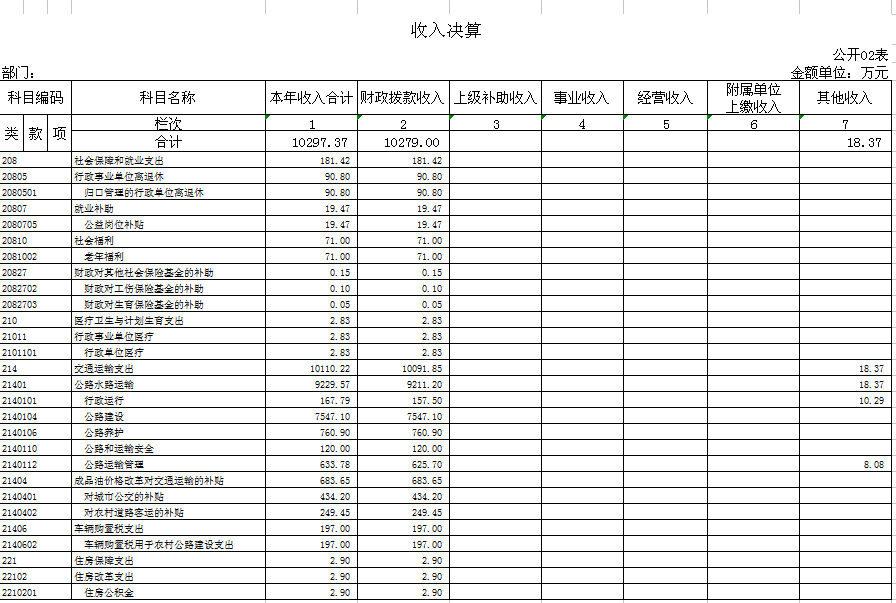 收入决算
公开02表
部门： 金额单位：万元
科目编码 科目名称 本年收入合计 财政拨款收入 上级补助收入 事业收入 经营收入 附属单位上缴收入 其他收入
类 款 项 栏次 1 2 3 4 5 6 7
合计 10297.37 10279.00 18.37
208 社会保障和就业支出 181.42 181.42
20805 行政事业单位离退休 90.80 90.80
2080501 归口管理的行政单位离退休 90.80 90.80
20807 就业补助 19.47 19.47
2080705 公益岗位补贴 19.47 19.47
20810 社会福利 71.00 71.00
2081002 老年福利 71.00 71.00
20827 财政对其他社会保险基金的补助 0.15 0.15
2082702 财政对工伤保险基金的补助 0.10 0.10
2082703 财政对生育保险基金的补助 0.05 0.05
210 医疗卫生与计划生育支出 2.83 2.83
21011 行政事业单位医疗 2.83 2.83
2101101 行政单位医疗 2.83 2.83
214 交通运输支出 10110.22 10091.85 18.37
21401 公路水路运输 9229.57 9211.20 18.37
2140101 行政运行 167.79 157.50 10.29
2140104 公路建设 7547.10 7547.10
2140106 公路养护 760.90 760.90
2140110 公路和运输安全 120.00 120.00
2140112 公路运输管理 633.78 625.70 8.08
21404 成品油价格改革对交通运输的补贴 683.65 683.65
2140401 对城市公交的补贴 434.20 434.20
2140402 对农村道路客运的补贴 249.45 249.45
21406 车辆购置税支出 197.00 197.00
2140602 车辆购置税用于农村公路建设支出 197.00 197.00
221 住房保障支出 2.90 2.90
22102 住房改革支出 2.90 2.90
2210201 住房公积金 2.90 2.90